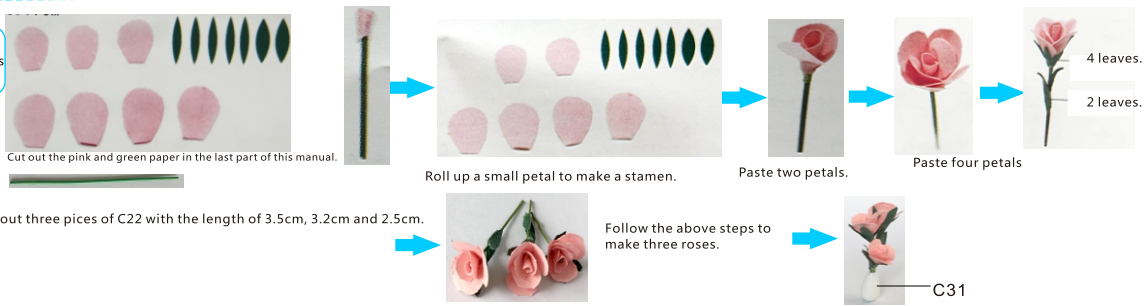 Cut out the pink and green paper in the last part of this manual.
Roll up a small petal to make a stamen.
Paste two petals.
Paste four petals
4 leaves.
2 leaves.
out three pices of C22 with the length of 3.5cm, 3.2cm and 2.5cm.
Follow the above steps to
make three roses.
C31